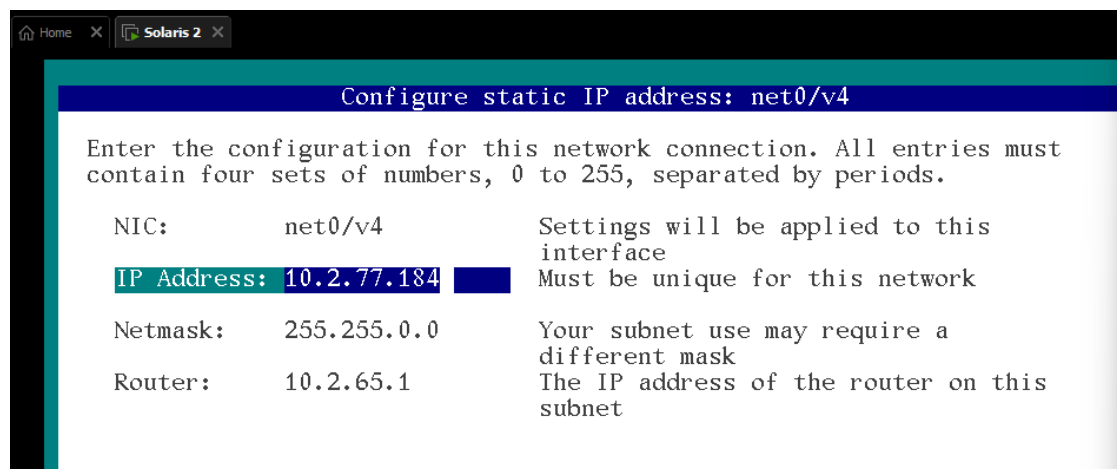 Home
Solaris 2
Configure static IP address: net0/v4
Enter the configuration for this network connection. All entries must
contain four sets of numbers, 0 to 255, separated by periods.
NIC: net0/v4 Settings will be applied to this
interface
IP Address: 10.2.77.184 Must be unique for this network
Netmask: 255.255.0.0 Your subnet use may require a
different mask
Router: 10.2.65.1 The IP address of the router on this
subnet